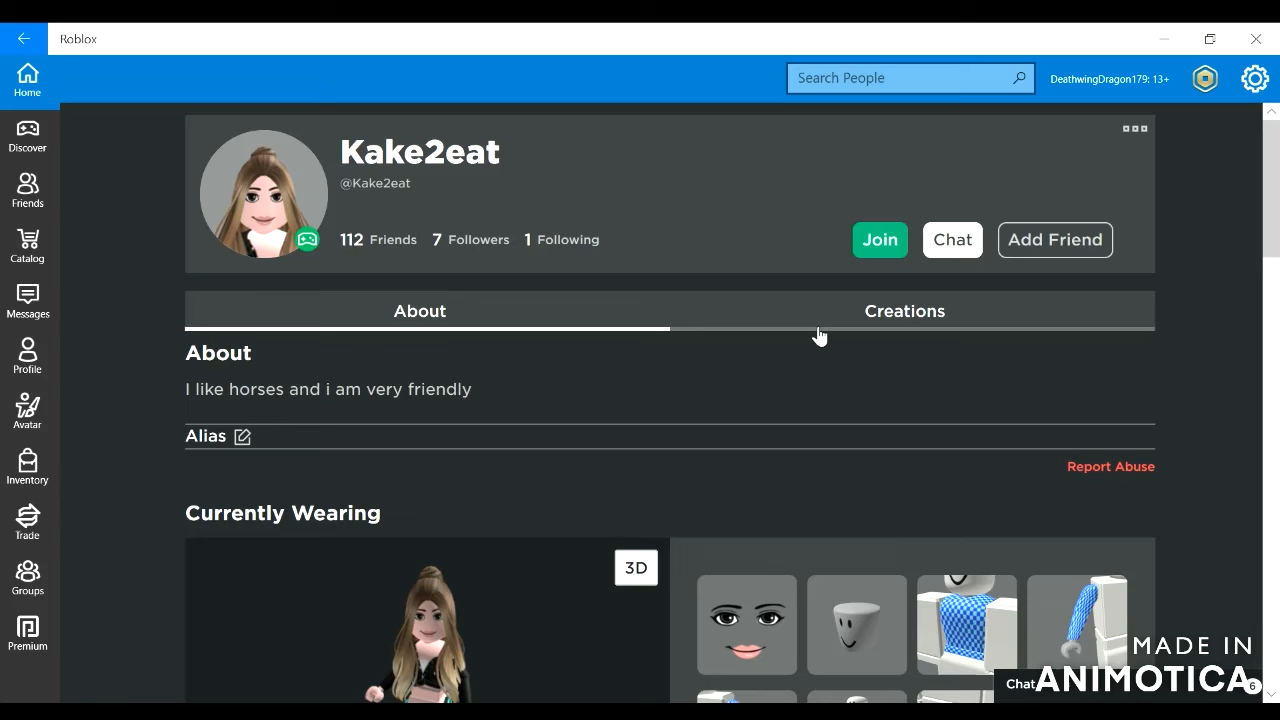 Roblox
Home
Search People
DeathwingDragon179: 13+
Discover
Friends
Catalog
Messages
Profile
Avatar
Inventory
Trade
Groups
Premium
Kake2eat
@Kake2eat
112 Friends 7 Followers 1 Following
Join
Chat
Add Friend
About
Creations
About
I like horses and i am very friendly
Alias
Report Abuse
Currently Wearing
3D
Chat
6
MADE IN
ANIMOTICA